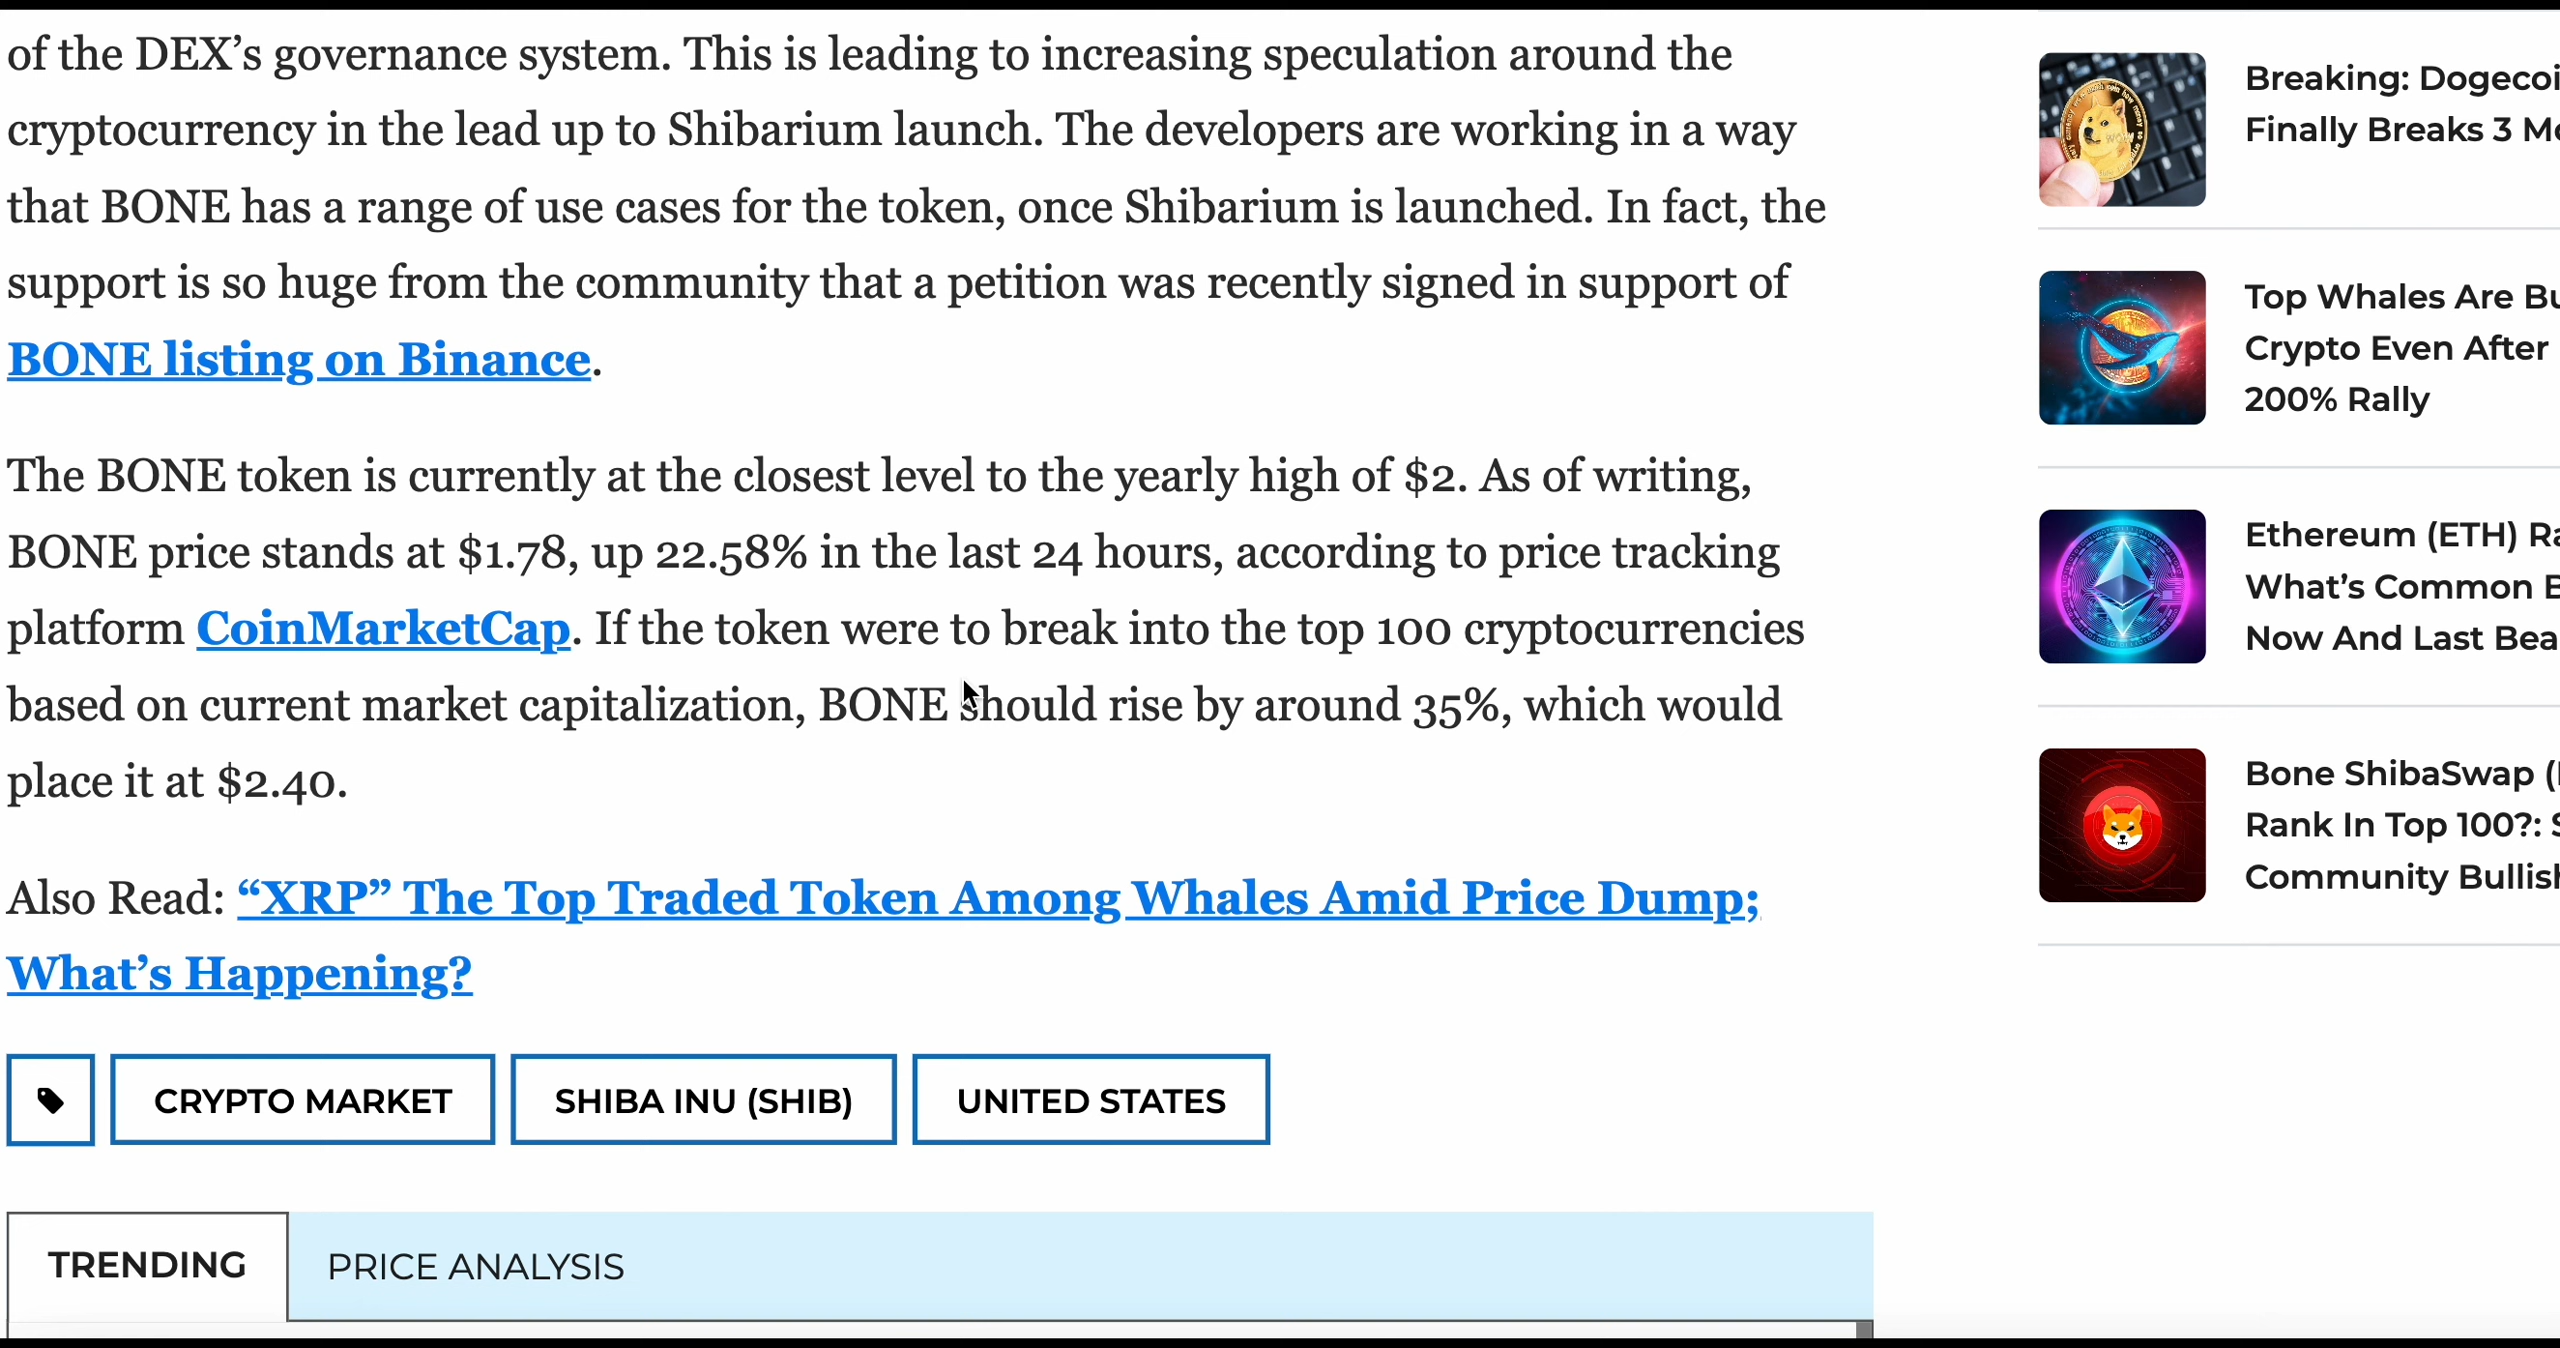 of the DEX’s governance system. This is leading to increasing speculation around the
cryptocurrency in the lead up to Shibarium launch. The developers are working in a way
that BONE has a range of use cases for the token, once Shibarium is launched. In fact, the
support is so huge from the community that a petition was recently signed in support of
BONE listing on Binance.
The BONE token is currently at the closest level to the yearly high of $2. As of writing,
BONE price stands at $1.78, up 22.58% in the last 24 hours, according to price tracking
platform CoinMarketCap. If the token were to break into the top 100 cryptocurrencies
based on current market capitalization, BONE should rise by around 35%, which would
place it at $2.40.
Also Read: “XRP” The Top Traded Token Among Whales Amid Price Dump;
What’s Happening?
CRYPTO MARKET
SHIBA INU (SHIB)
UNITED STATES
TRENDING
PRICE ANALYSIS
Breaking: Dogecoi
Finally Breaks 3 Mo
Top Whales Are Bu
Crypto Even After
200% Rally
Ethereum (ETH) Ra
What’s Common B
Now And Last Bea
Bone ShibaSwap (
Rank In Top 100?: S
Community Bullish